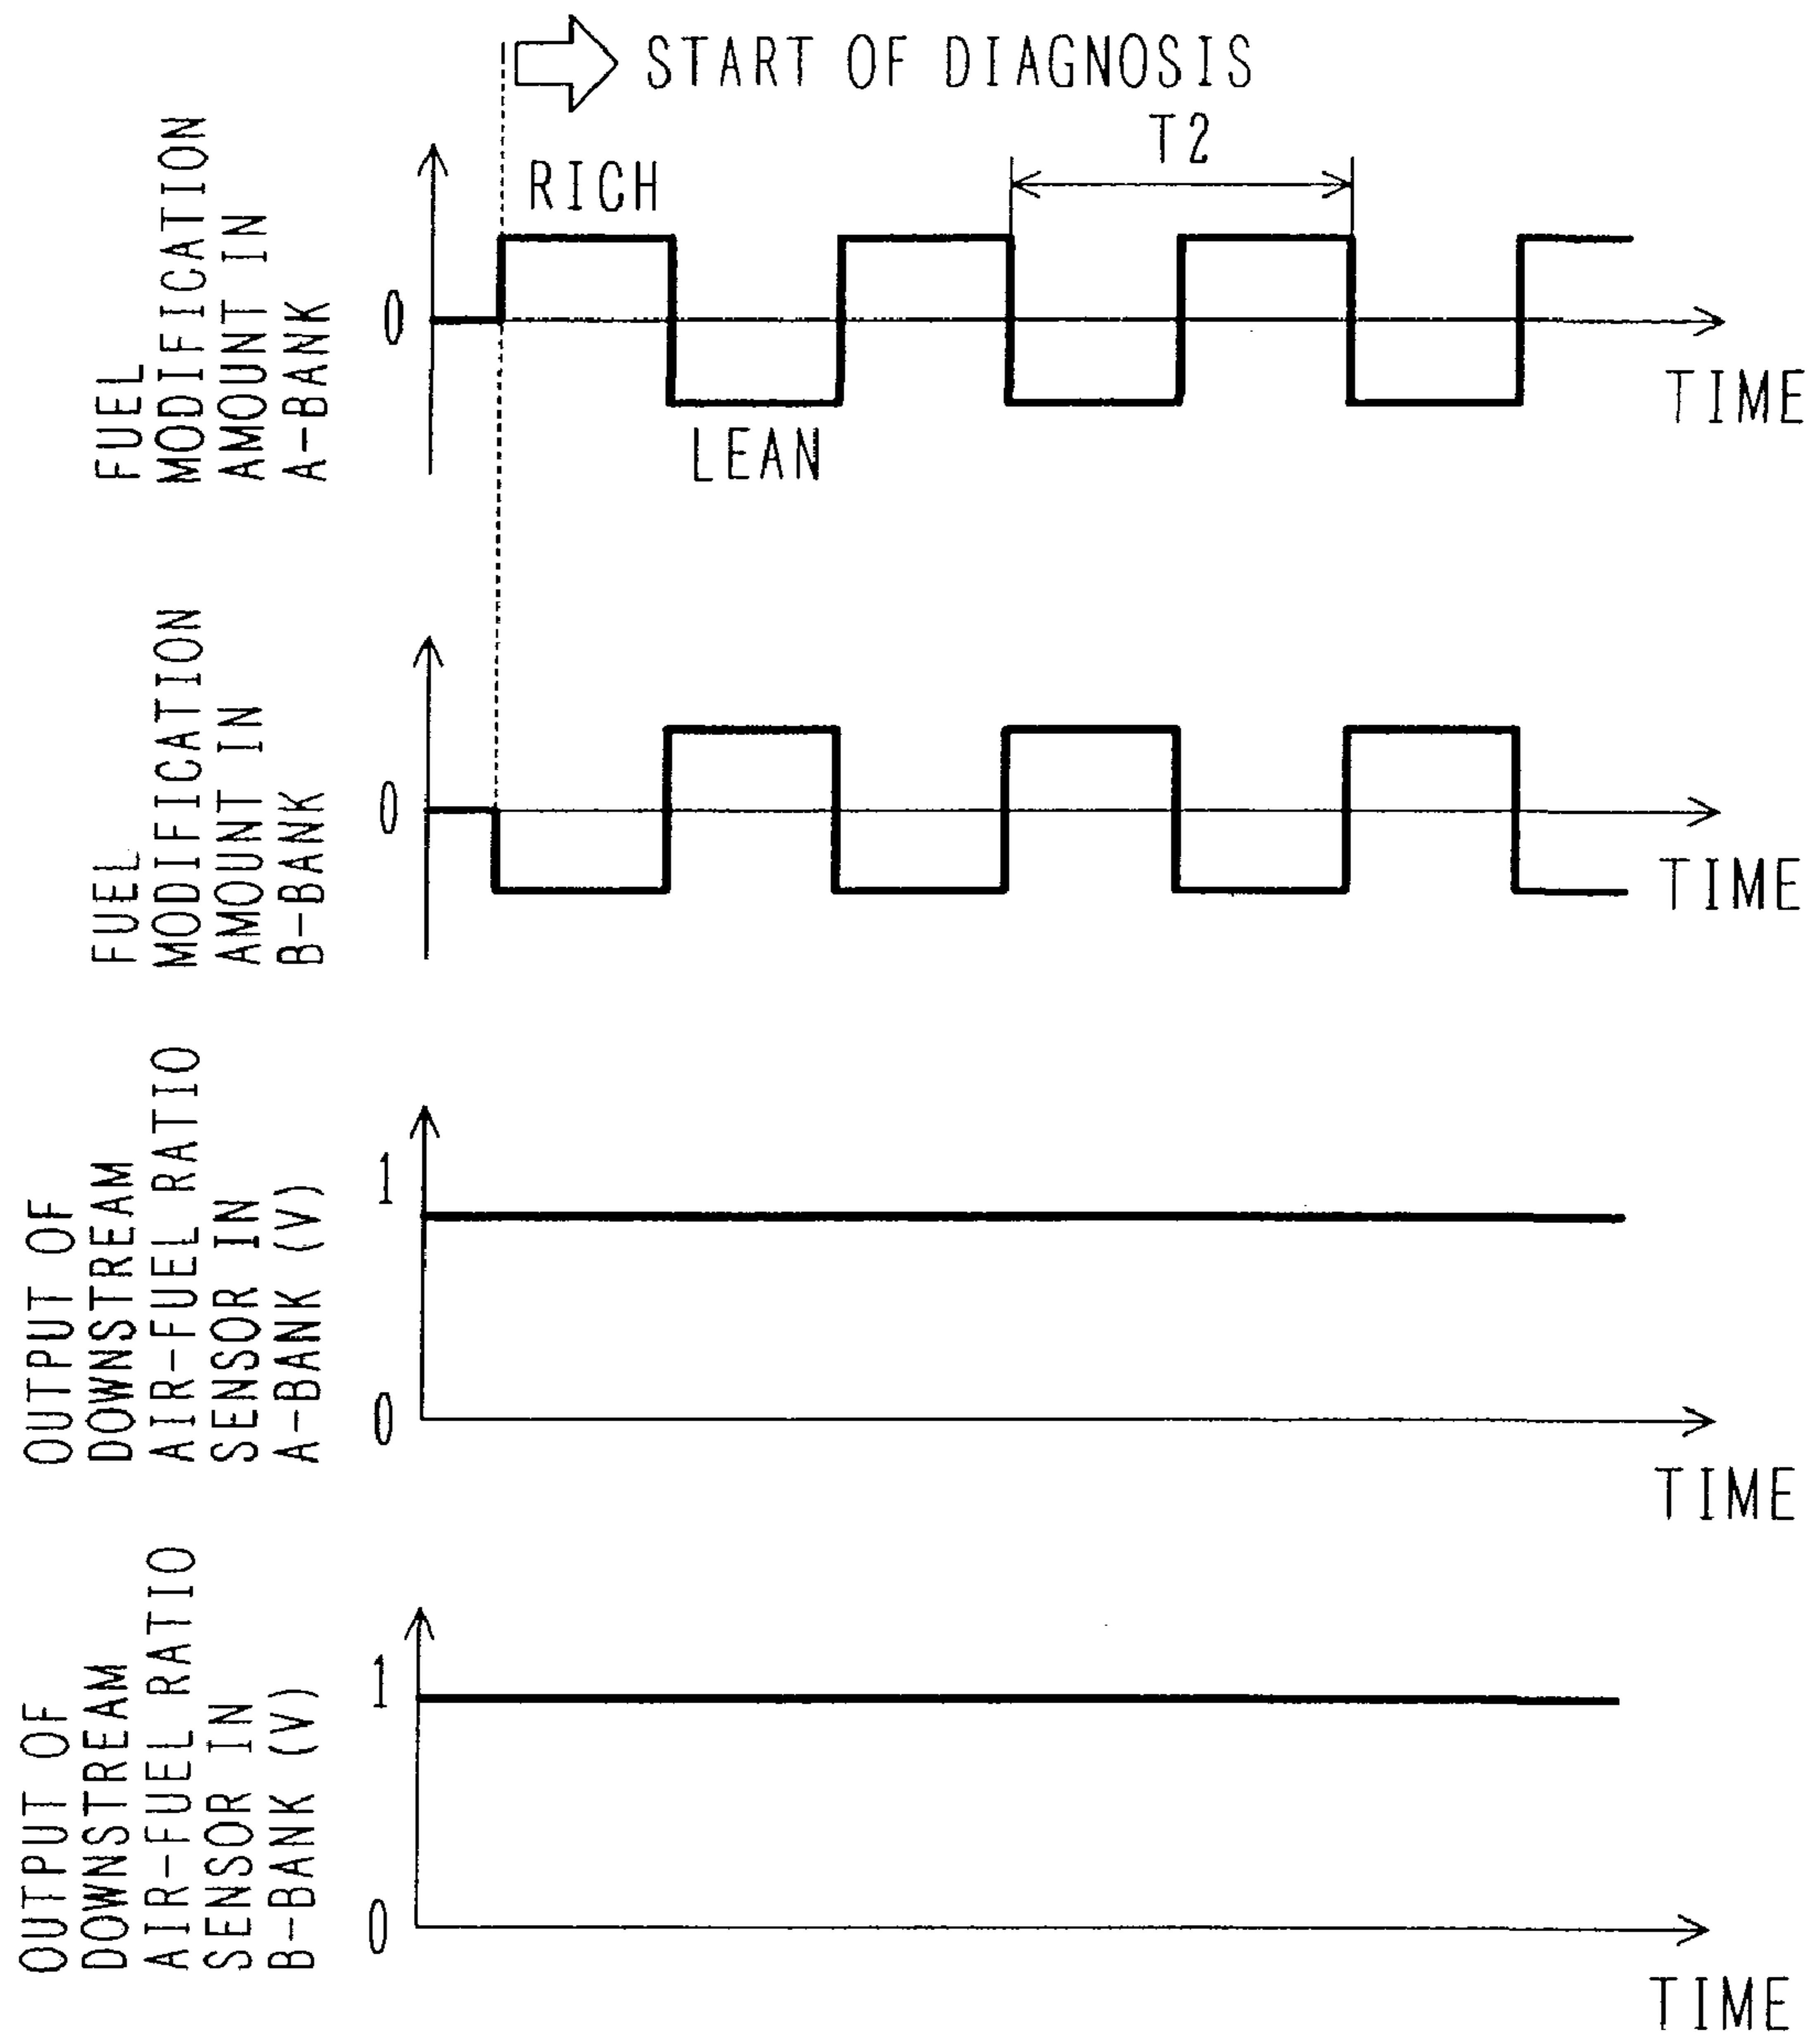 START OF DIAGNOSIS
T2
RICH
FUEL
MODIFICATION
AMOUNT IN
A-BANK
0
TIME
LEAN
FUEL
MODIFICATION
AMOUNT IN
B-BANK
0
TIME
OUTPUT OF
DOWNSTREAM
AIR-FUEL RATIO
SENSOR IN
A-BANK (V)
1
0
TIME
OUTPUT OF
DOWNSTREAM
AIR-FUEL RATIO
SENSOR IN
B-BANK (V)
1
0
TIME